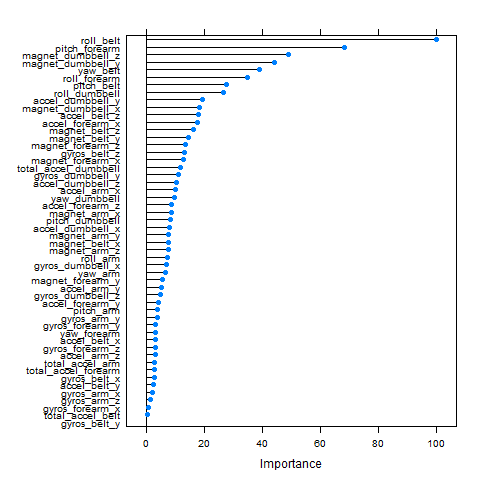 roll_belt
pitch_forearm
magnet_dumbbell_z
magnet_dumbbell_y
yaw_belt
roll_forearm
pitch_belt
roll_dumbbell
accel_dumbbell_y
magnet_dumbbell_x
accel_belt_z
accel_forearm_x
magnet_belt_z
magnet_belt_y
magnet_forearm_z
gyros_belt_z
magnet_forearm_x
total_accel_dumbbell
gyros_dumbbell_y
accel_dumbbell_z
accel_arm_x
yaw_dumbbell
accel_forearm_z
magnet_arm_x
pitch_dumbbell
accel_dumbbell_x
magnet_arm_y
magnet_belt_x
magnet_arm_z
roll_arm
gyros_dumbbell_x
yaw_arm
magnet_forearm_y
accel_arm_y
gyros_dumbbell_z
accel_forearm_y
pitch_arm
gyros_arm_y
gyros_forearm_y
yaw_forearm
accel_belt_x
gyros_forearm_z
accel_arm_z
total_accel_arm
total_accel_forearm
gyros_belt_x
accel_belt_y
gyros_arm_x
gyros_arm_z
gyros_forearm_x
total_accel_belt
gyros_belt_y
0 20 40 60 80 100
Importance